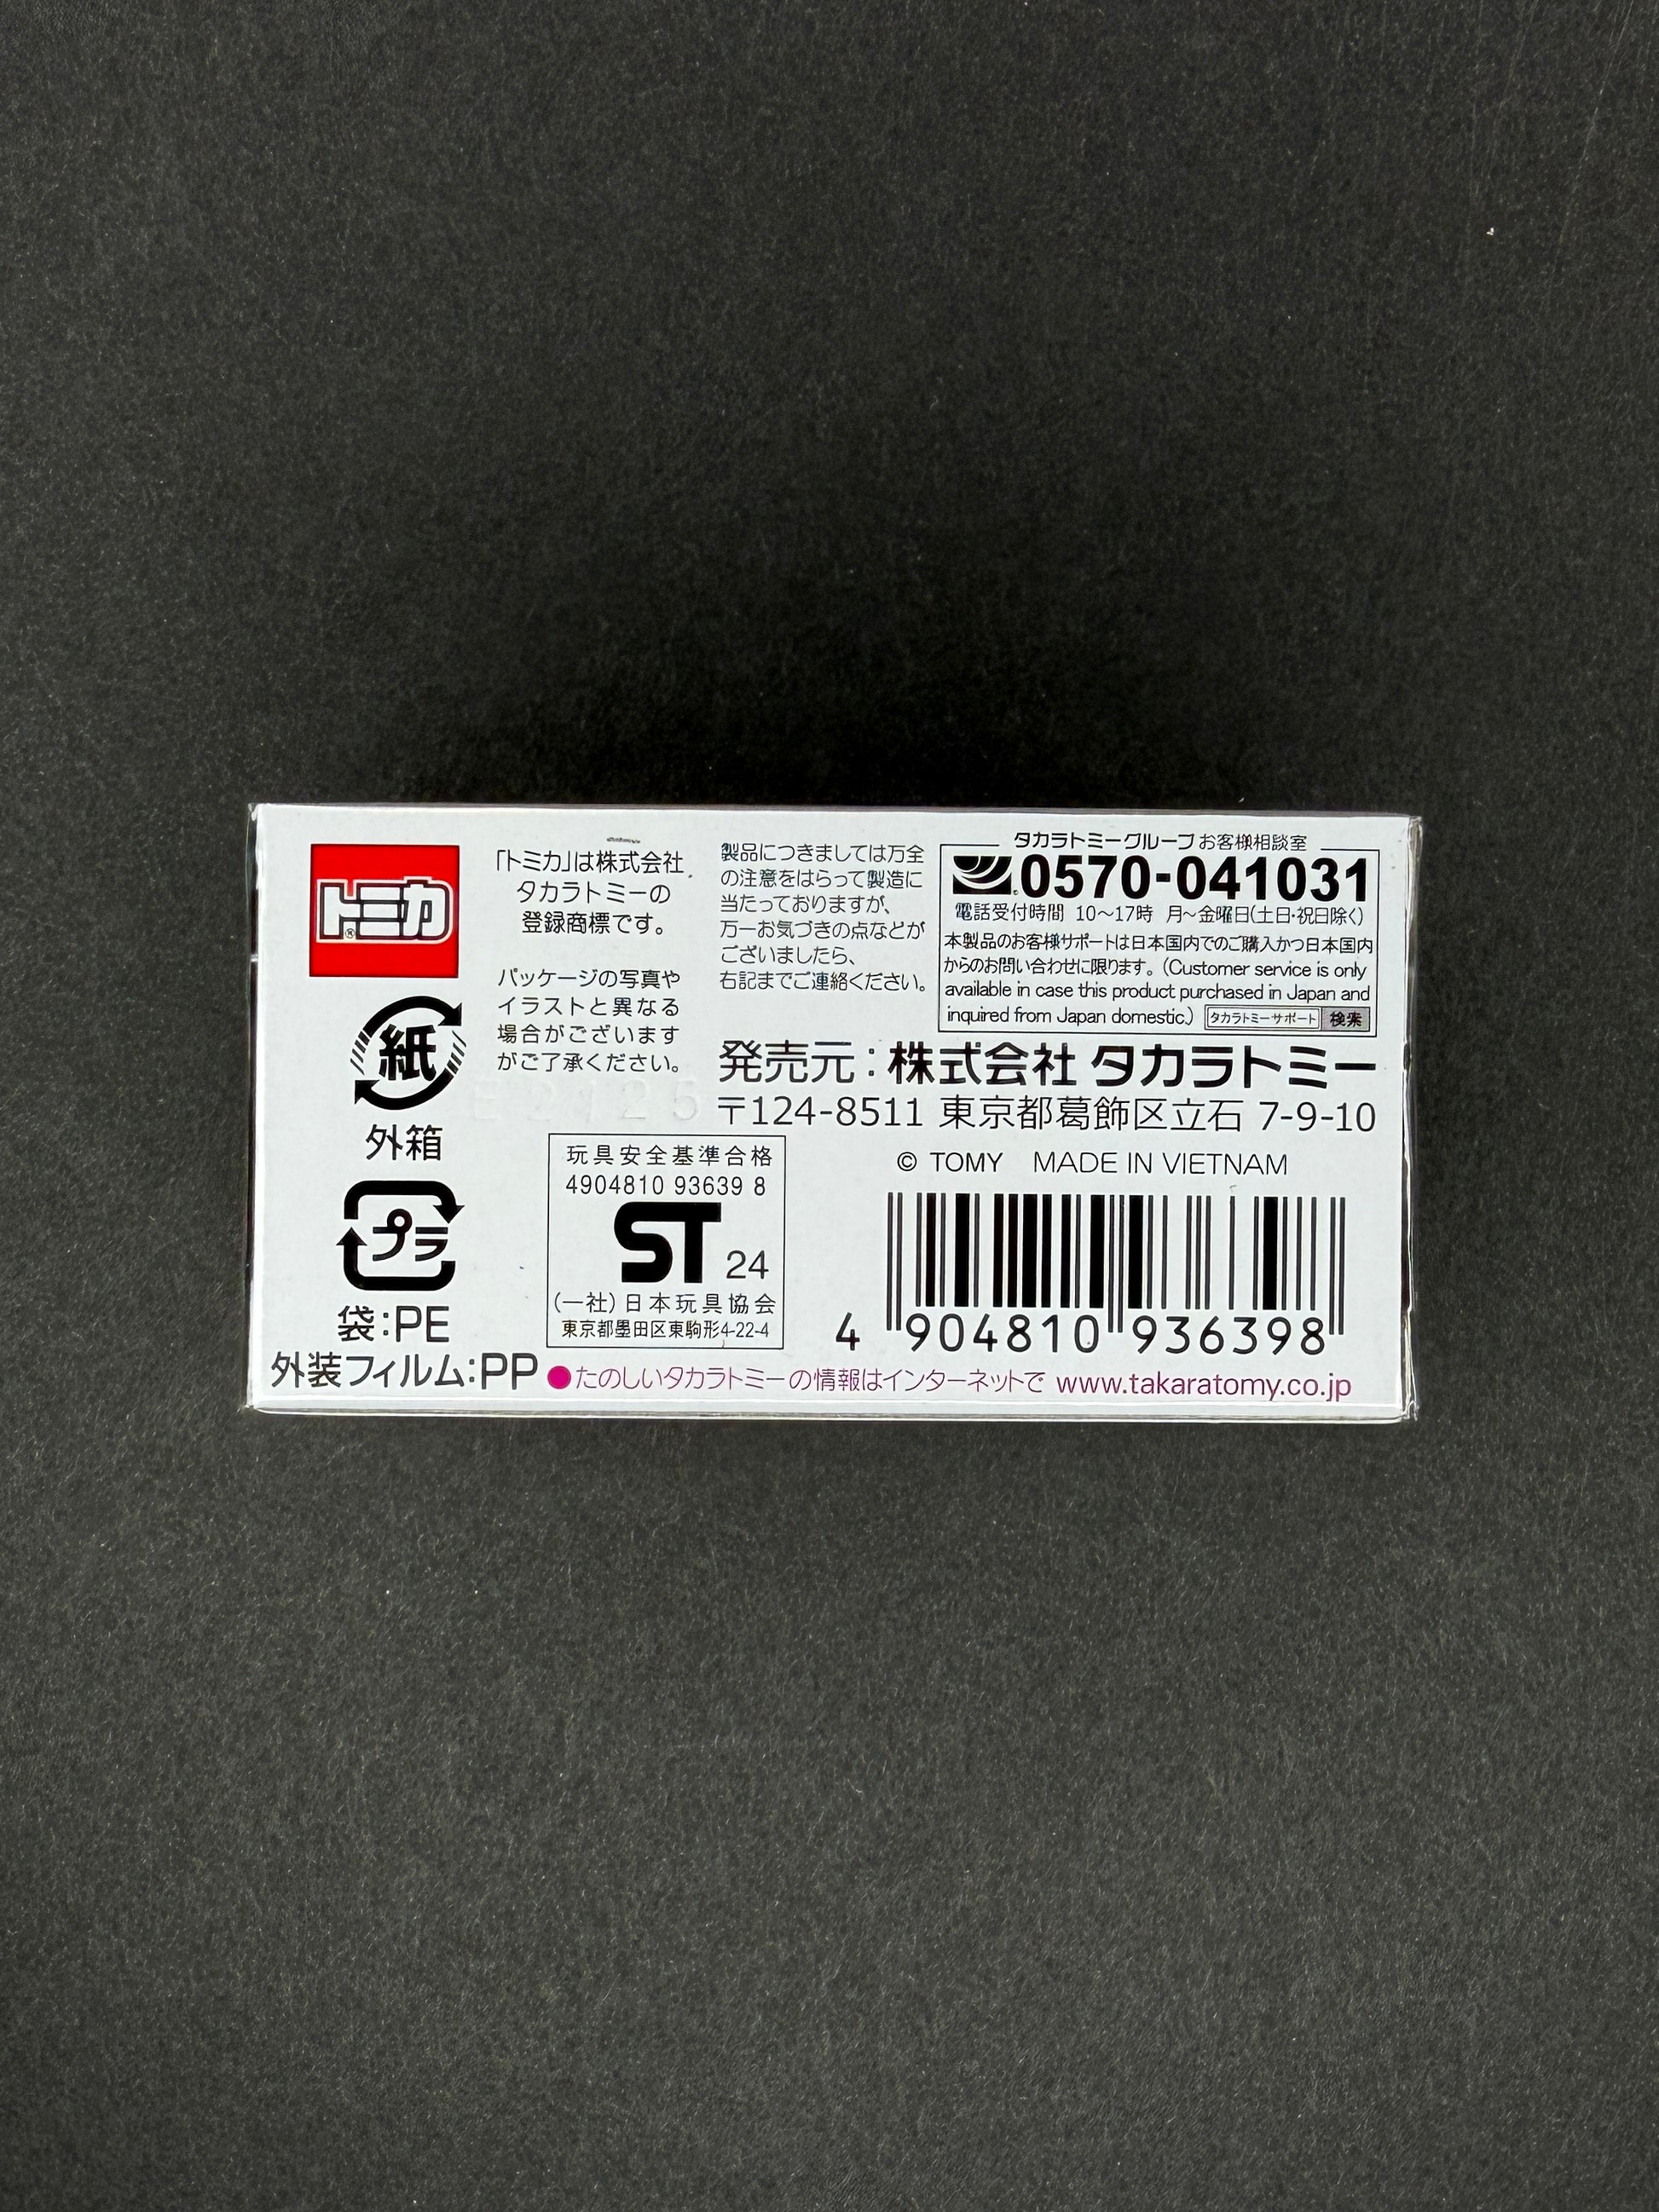 トミカ®
「トミカ」は株式会社
タカラトミーの
登録商標です。
パッケージの写真や
イラストと異なる
場合がございます
がご了承ください。
製品につきましては万全
の注意をはらって製造に
当たっておりますが、
万一お気づきの点などが
ございましたら、
右記までご連絡ください。
タカラトミーグループお客様相談室
0570-041031
電話受付時間 10〜17時 月〜金曜日(土日・祝日除く)
本製品のお客様サポートは日本国内でのご購入かつ日本国内
からのお問い合わせに限ります。(Customer service is only
available in case this product purchased in Japan and
inquired from Japan domestic.) タカラトミーサポート 検索
紙
外箱
プラ
袋:PE
外装フィルム:PP
発売元:株式会社 タカラトミー
〒124-8511 東京都葛飾区立石 7-9-10
© TOMY MADE IN VIETNAM
玩具安全基準合格
4904810 93639 8
ST 24
(一社)日本玩具協会
東京都墨田区東駒形4-22-4
4 904810 936398
●たのしいタカラトミーの情報はインターネットで www.takaratomy.co.jp